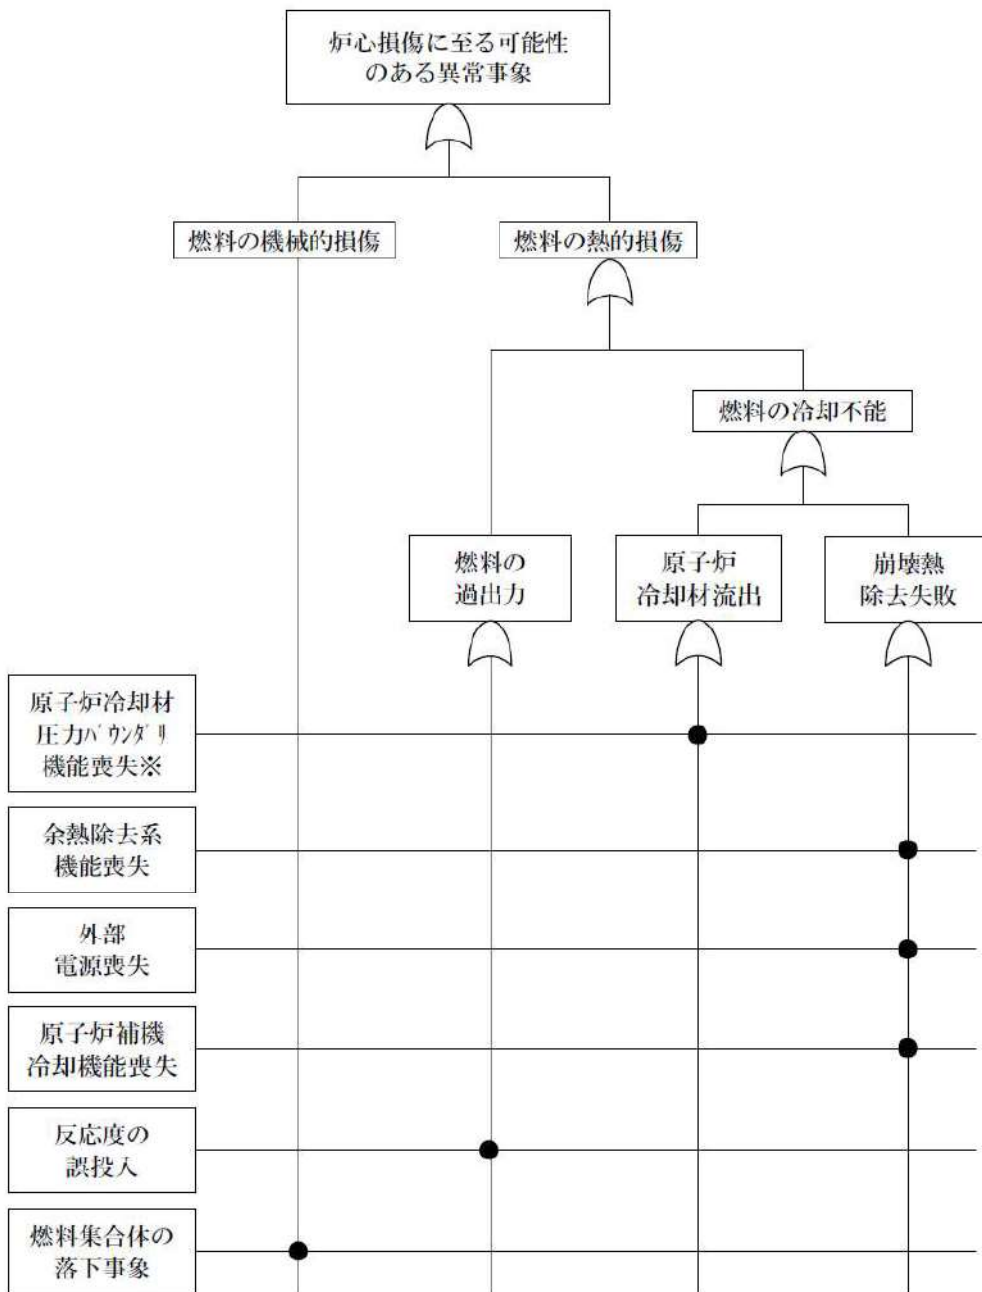 炉心損傷に至る可能性
のある異常事象
燃料の機械的損傷
燃料の熱的損傷
燃料の冷却不能
燃料の
過出力
原子炉
冷却材流出
崩壊熱
除去失敗
原子炉冷却材
圧力ﾊﾞｳﾝﾀﾞﾘ
機能喪失※
余熱除去系
機能喪失
外部
電源喪失
原子炉補機
冷却機能喪失
反応度の
誤投入
燃料集合体の
落下事象